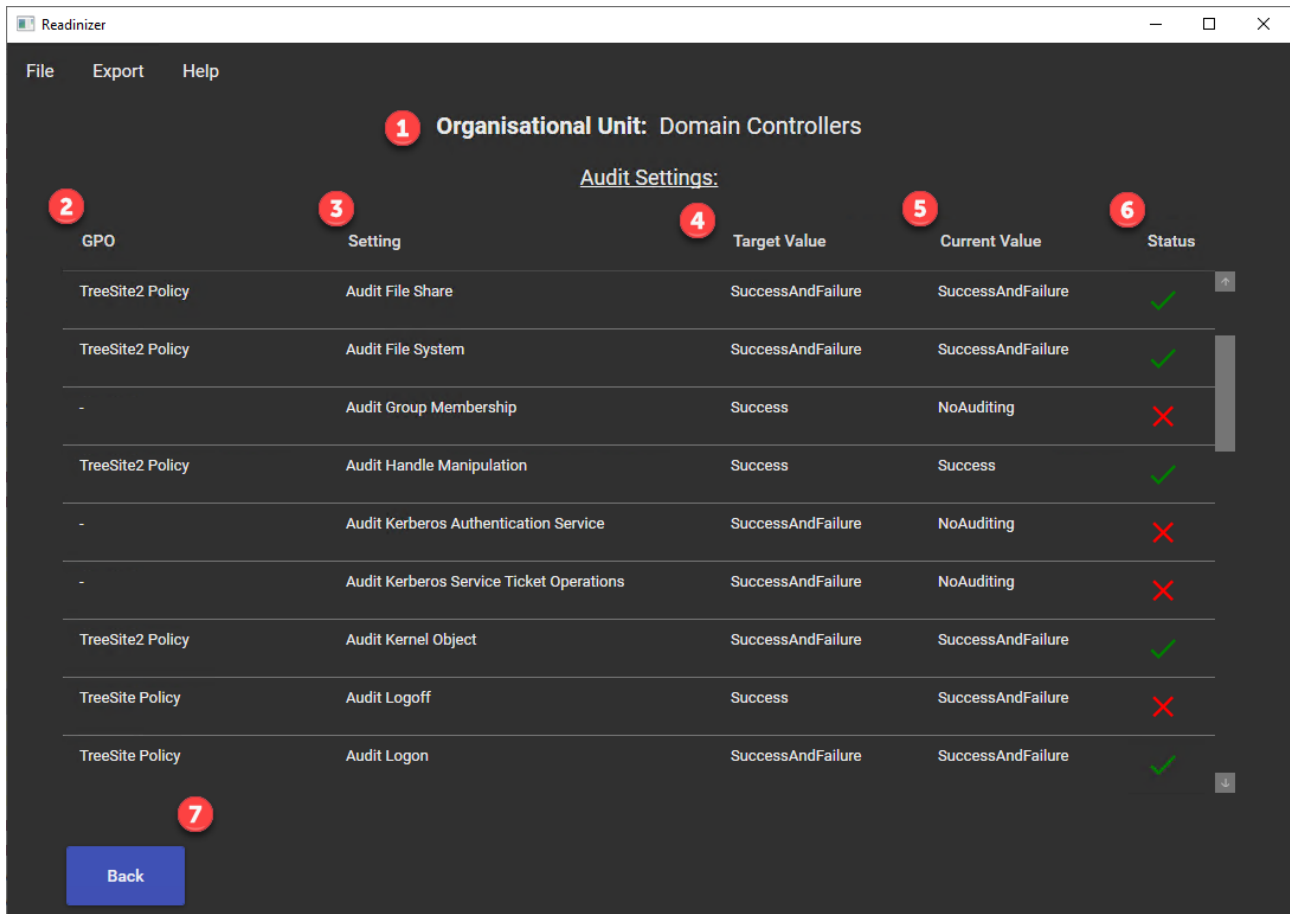 Readinizer
File Export Help
1 Organisational Unit: Domain Controllers
Audit Settings:
2 3 4 5 6
GPO Setting Target Value Current Value Status
TreeSite2 Policy Audit File Share SuccessAndFailure SuccessAndFailure
TreeSite2 Policy Audit File System SuccessAndFailure SuccessAndFailure
- Audit Group Membership Success NoAuditing
TreeSite2 Policy Audit Handle Manipulation Success Success
- Audit Kerberos Authentication Service SuccessAndFailure NoAuditing
- Audit Kerberos Service Ticket Operations SuccessAndFailure NoAuditing
TreeSite2 Policy Audit Kernel Object SuccessAndFailure SuccessAndFailure
TreeSite Policy Audit Logoff Success SuccessAndFailure
TreeSite Policy Audit Logon SuccessAndFailure SuccessAndFailure
7
Back